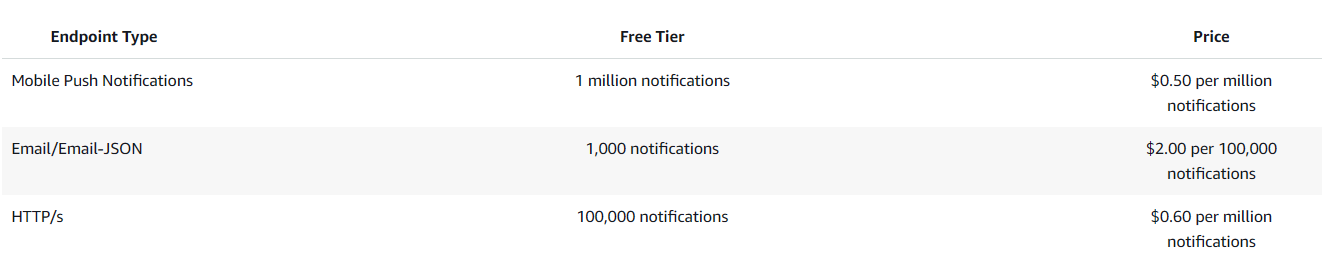 Endpoint Type Free Tier Price
Mobile Push Notifications 1 million notifications $0.50 per million
notifications
Email/Email-JSON 1,000 notifications $2.00 per 100,000
notifications
HTTP/s 100,000 notifications $0.60 per million
notifications